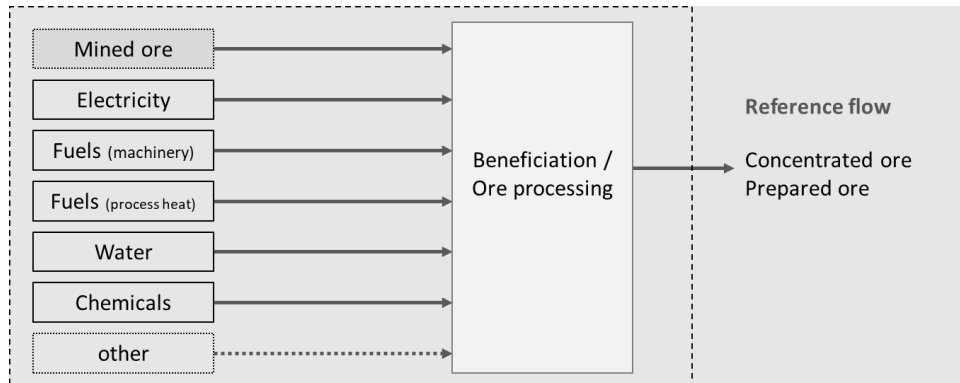 Mined ore
Electricity
Fuels (machinery)
Fuels (process heat)
Water
Chemicals
other
Beneficiation /
Ore processing
Reference flow
Concentrated ore
Prepared ore